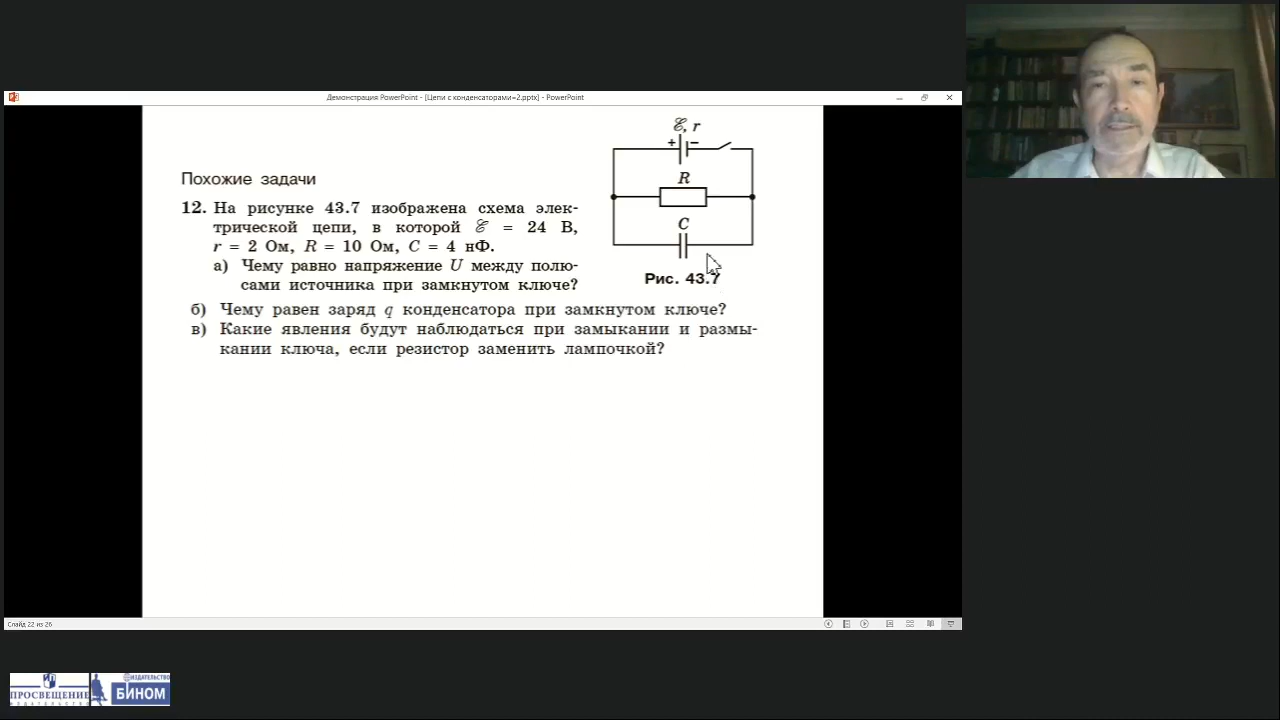 Демонстрация PowerPoint - [Цепи с конденсаторами=2.pptx] - PowerPoint
Похожие задачи
12. На рисунке 43.7 изображена схема элек-
трической цепи, в которой ℰ = 24 В,
r = 2 Ом, R = 10 Ом, C = 4 нФ.
а) Чему равно напряжение U между полю-
сами источника при замкнутом ключе?
ℰ, r
+ −
R
C
Рис. 43.7
б) Чему равен заряд q конденсатора при замкнутом ключе?
в) Какие явления будут наблюдаться при замыкании и размы-
кании ключа, если резистор заменить лампочкой?
Слайд 22 из 26
ПРОСВЕЩЕНИЕ
ИЗДАТЕЛЬСТВО
ИЗДАТЕЛЬСТВО
БИНОМ